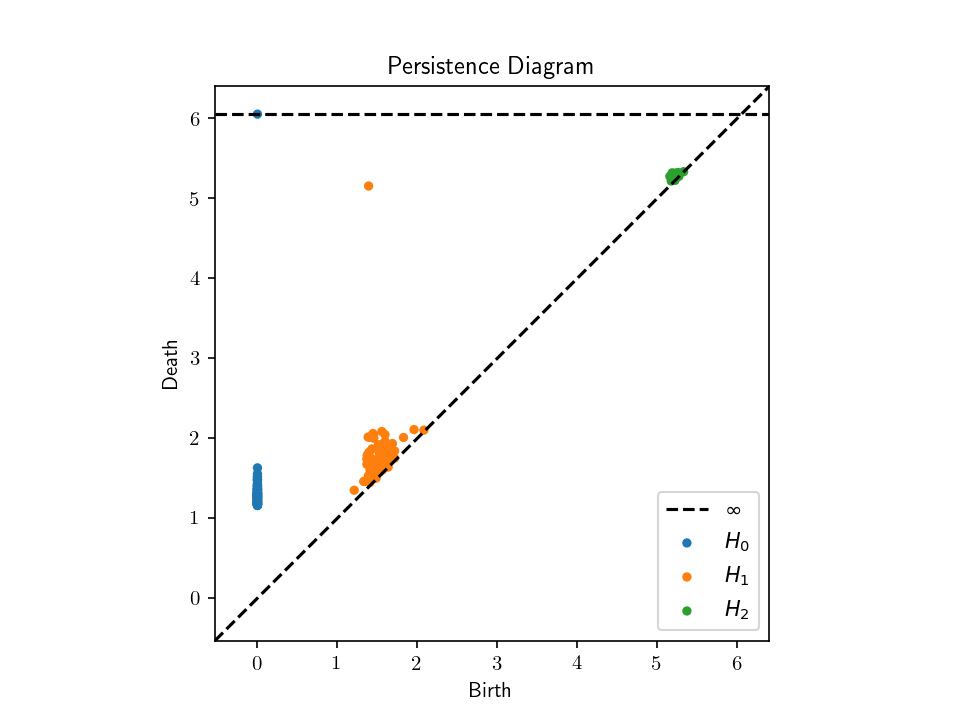 Persistence Diagram
Death
6
5
4
3
2
1
0
∞
H₀
H₁
H₂
0 1 2 3 4 5 6
Birth